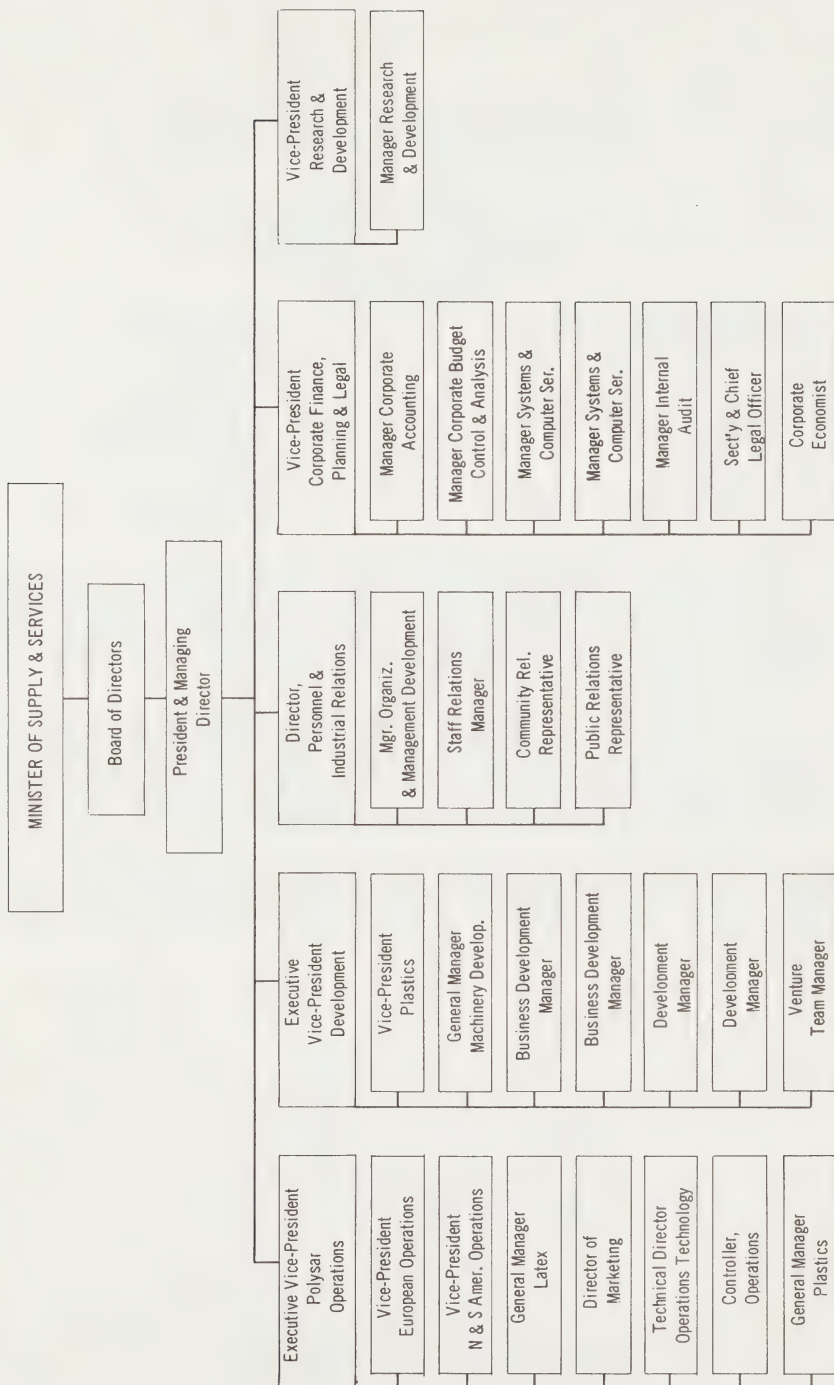 MINISTER OF SUPPLY & SERVICES
Board of Directors
President & Managing
Director
Executive Vice-President
Polysar
Operations
Vice-President
European Operations
Vice-President
N & S Amer. Operations
General Manager
Latex
Director of
Marketing
Technical Director
Operations Technology
Controller,
Operations
General Manager
Plastics
Executive
Vice-President
Development
Vice-President
Plastics
General Manager
Machinery Develop.
Business Development
Manager
Business Development
Manager
Development
Manager
Development
Manager
Venture
Team Manager
Director,
Personnel &
Industrial Relations
Mgr. Organiz.
& Management Development
Staff Relations
Manager
Community Rel.
Representative
Public Relations
Representative
Vice-President
Corporate Finance,
Planning & Legal
Manager Corporate
Accounting
Manager Corporate Budget
Control & Analysis
Manager Systems &
Computer Ser.
Manager Systems &
Computer Ser.
Manager Internal
Audit
Sect'y & Chief
Legal Officer
Corporate
Economist
Vice-President
Research &
Development
Manager Research
& Development